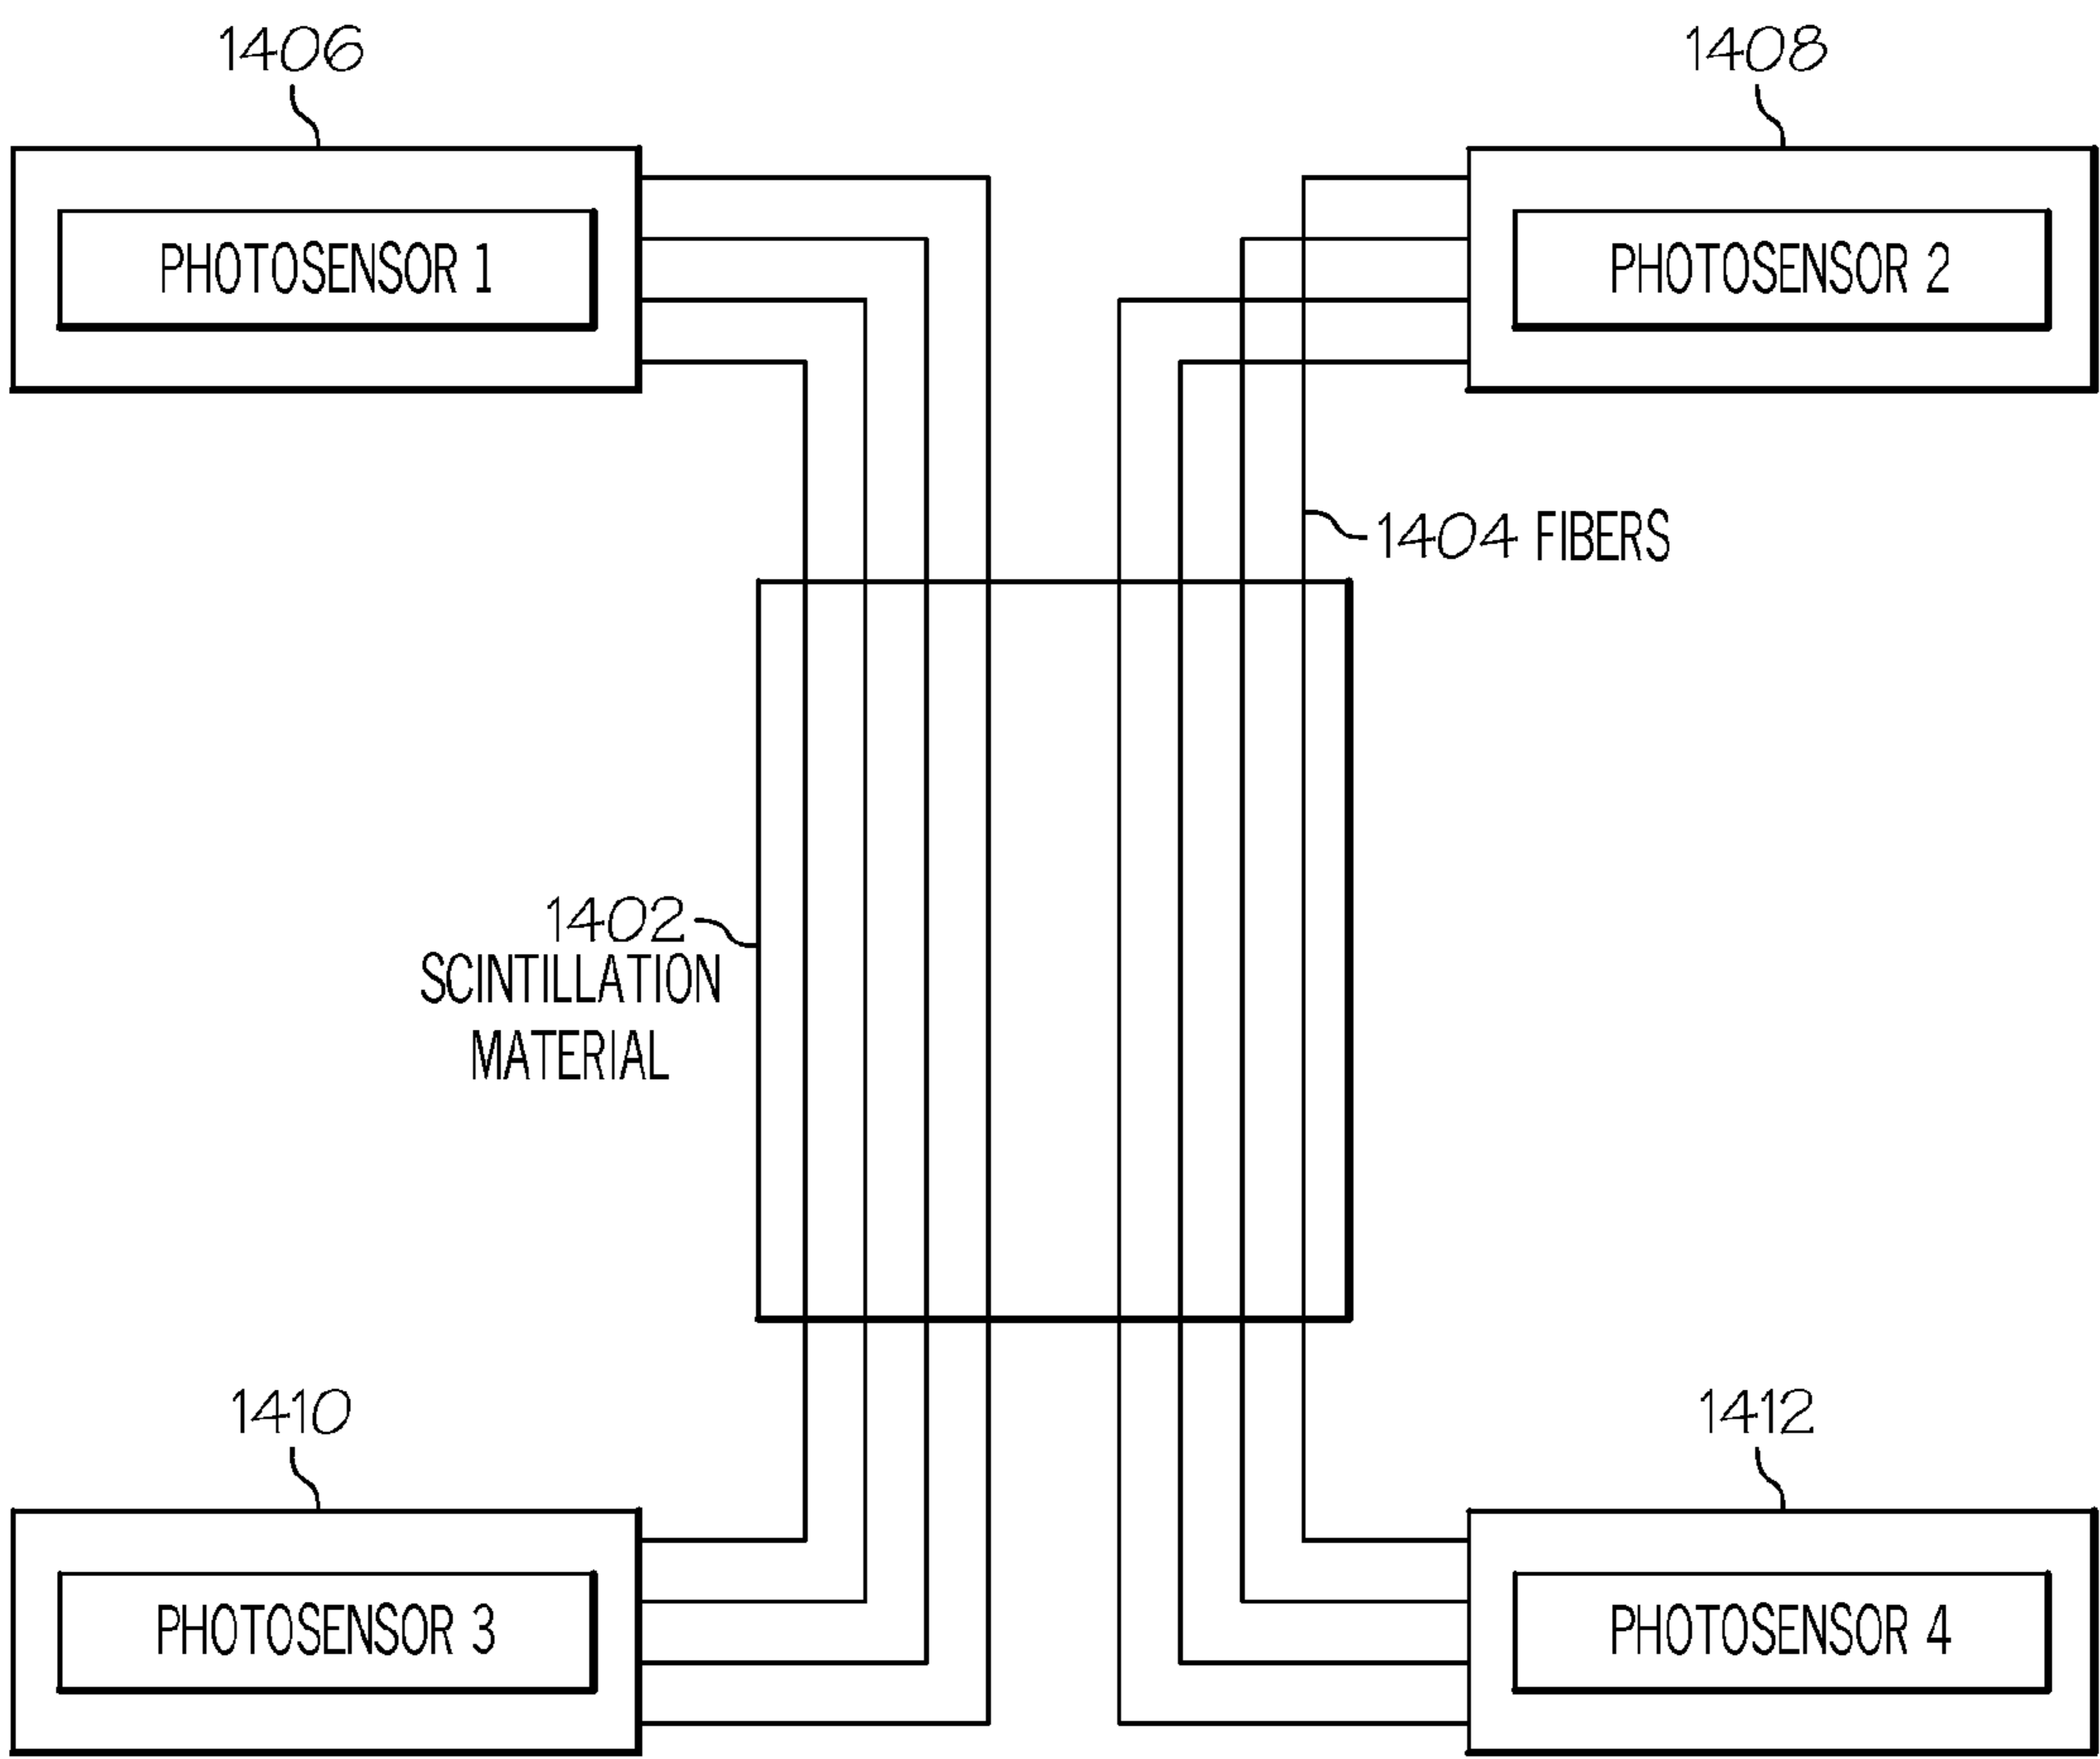 1406
1408
PHOTOSENSOR 1
PHOTOSENSOR 2
1404 FIBERS
1402
SCINTILLATION
MATERIAL
1410
1412
PHOTOSENSOR 3
PHOTOSENSOR 4